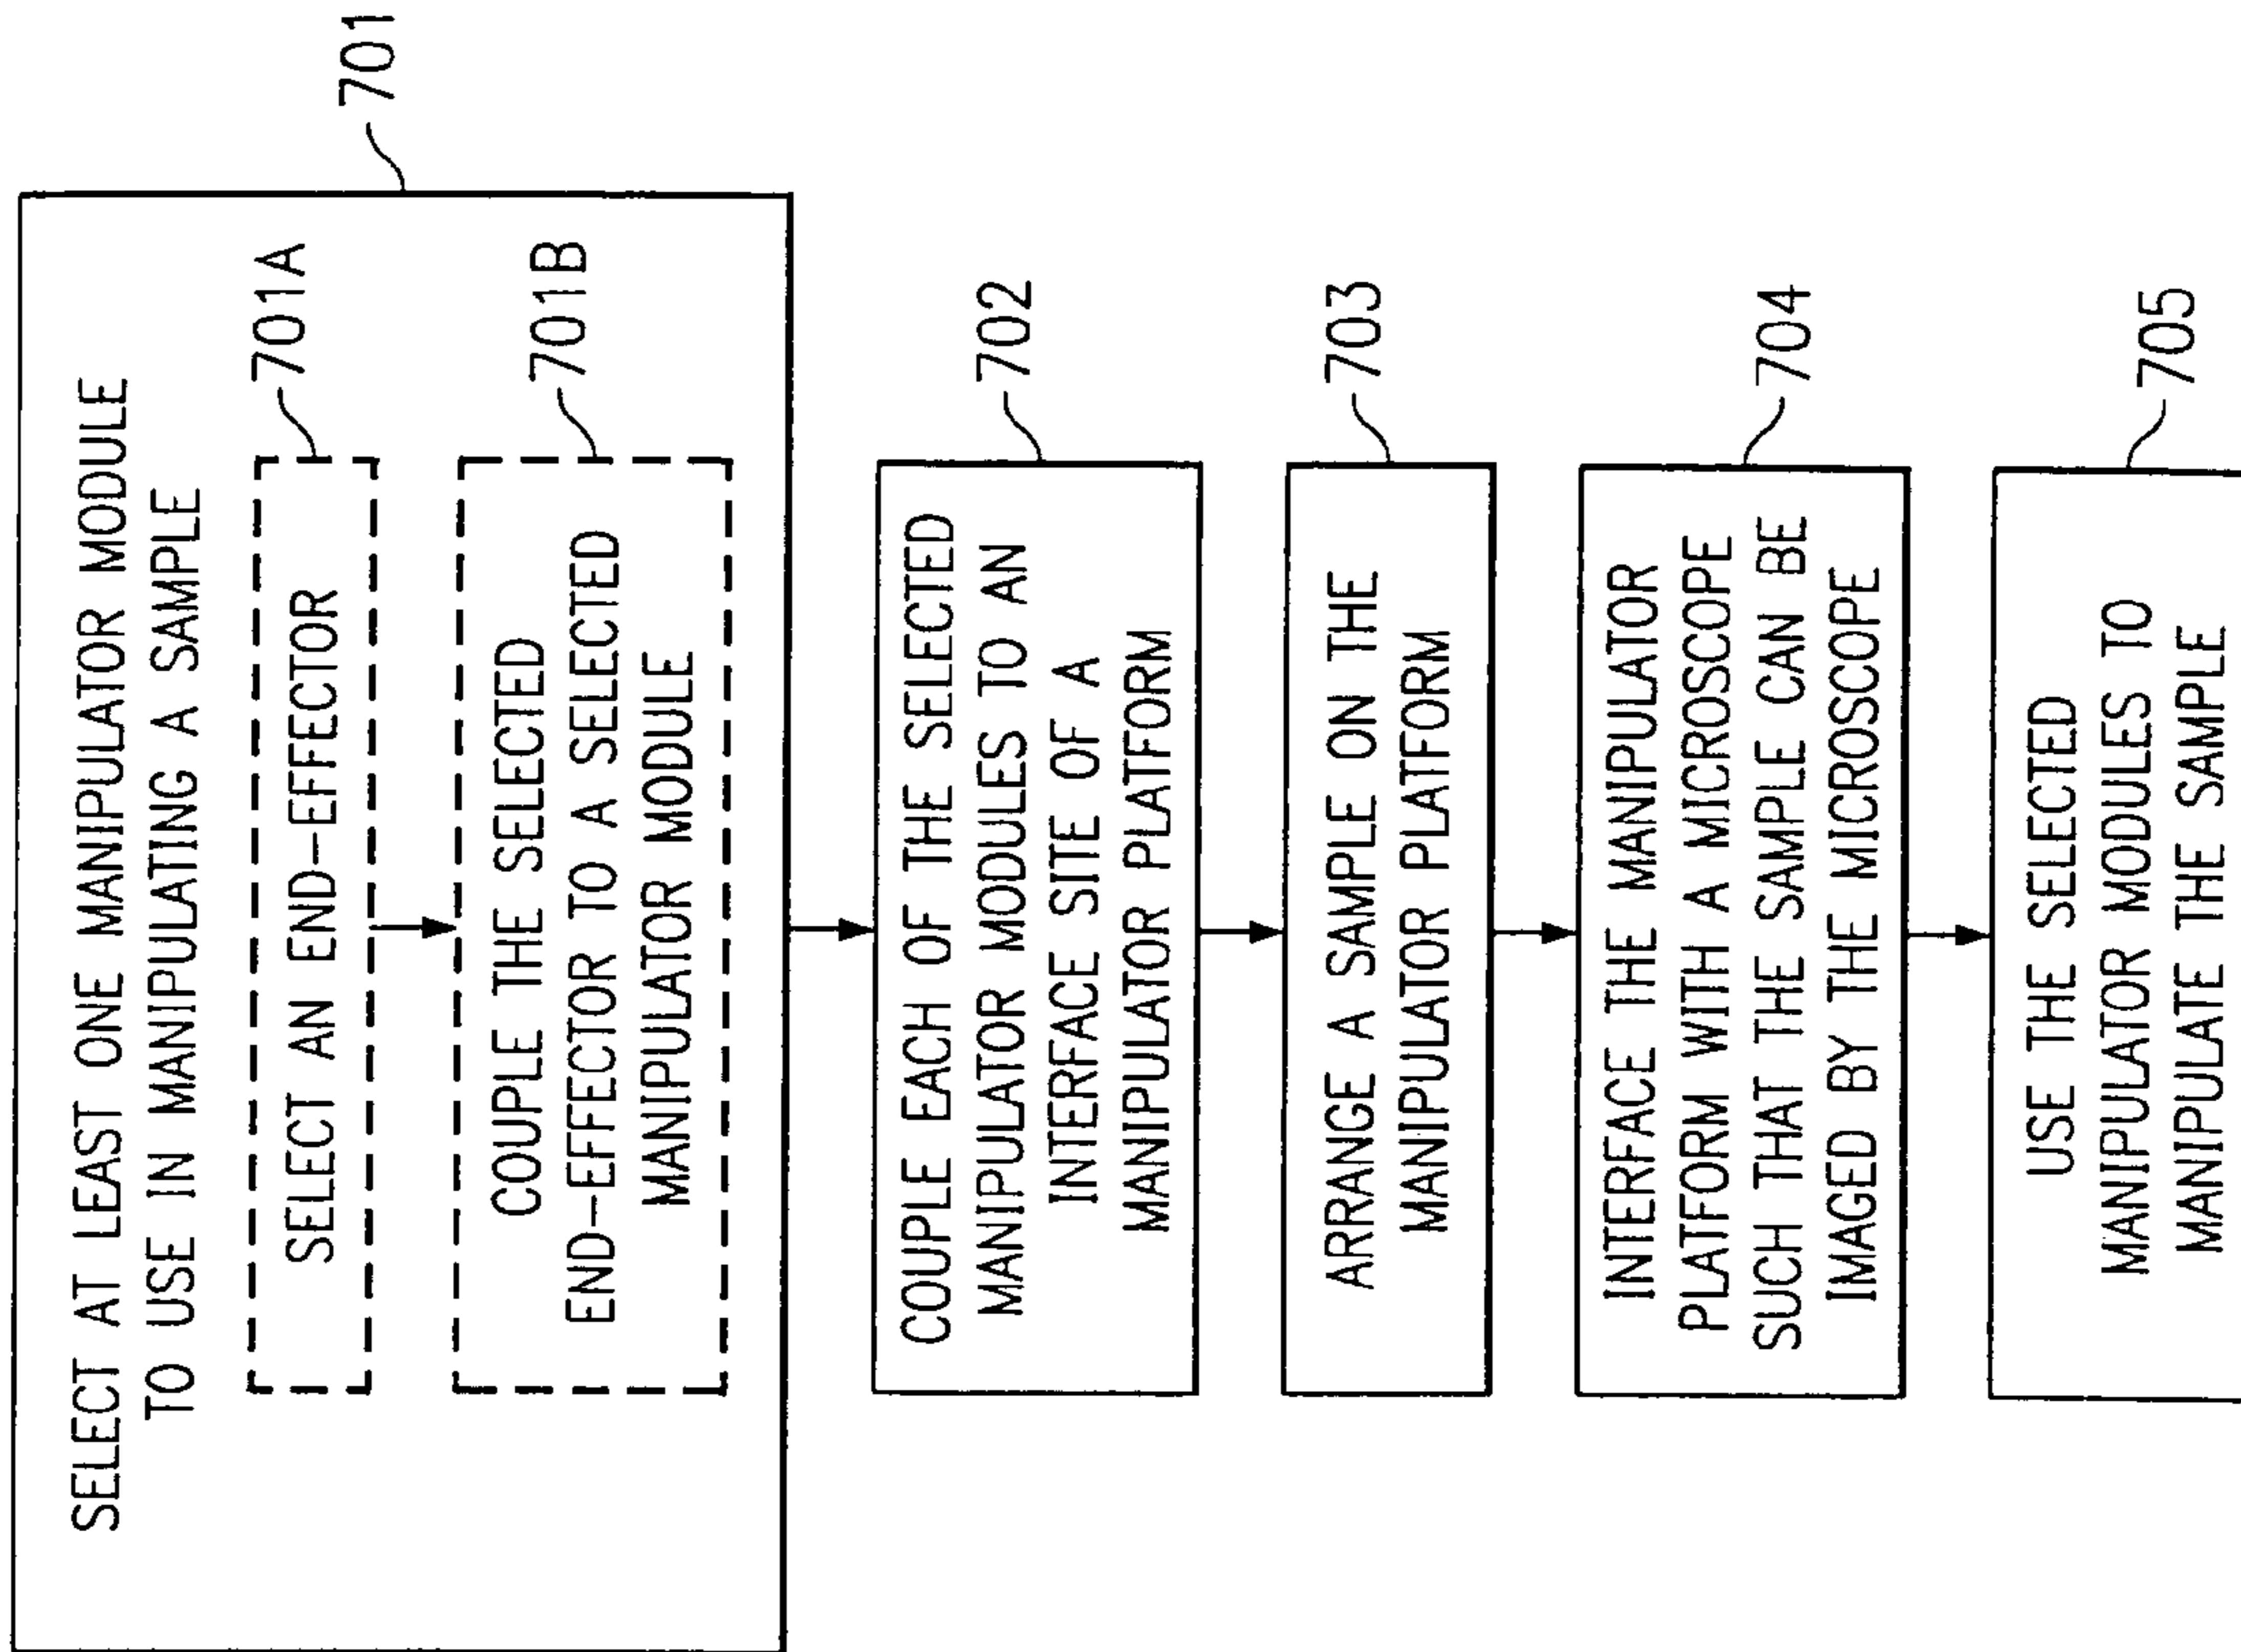 701
SELECT AT LEAST ONE MANIPULATOR MODULE
TO USE IN MANIPULATING A SAMPLE
701A
SELECT AN END-EFFECTOR
701B
COUPLE THE SELECTED
END-EFFECTOR TO A SELECTED
MANIPULATOR MODULE
702
COUPLE EACH OF THE SELECTED
MANIPULATOR MODULES TO AN
INTERFACE SITE OF A
MANIPULATOR PLATFORM
703
ARRANGE A SAMPLE ON THE
MANIPULATOR PLATFORM
704
INTERFACE THE MANIPULATOR
PLATFORM WITH A MICROSCOPE
SUCH THAT THE SAMPLE CAN BE
IMAGED BY THE MICROSCOPE
705
USE THE SELECTED
MANIPULATOR MODULES TO
MANIPULATE THE SAMPLE